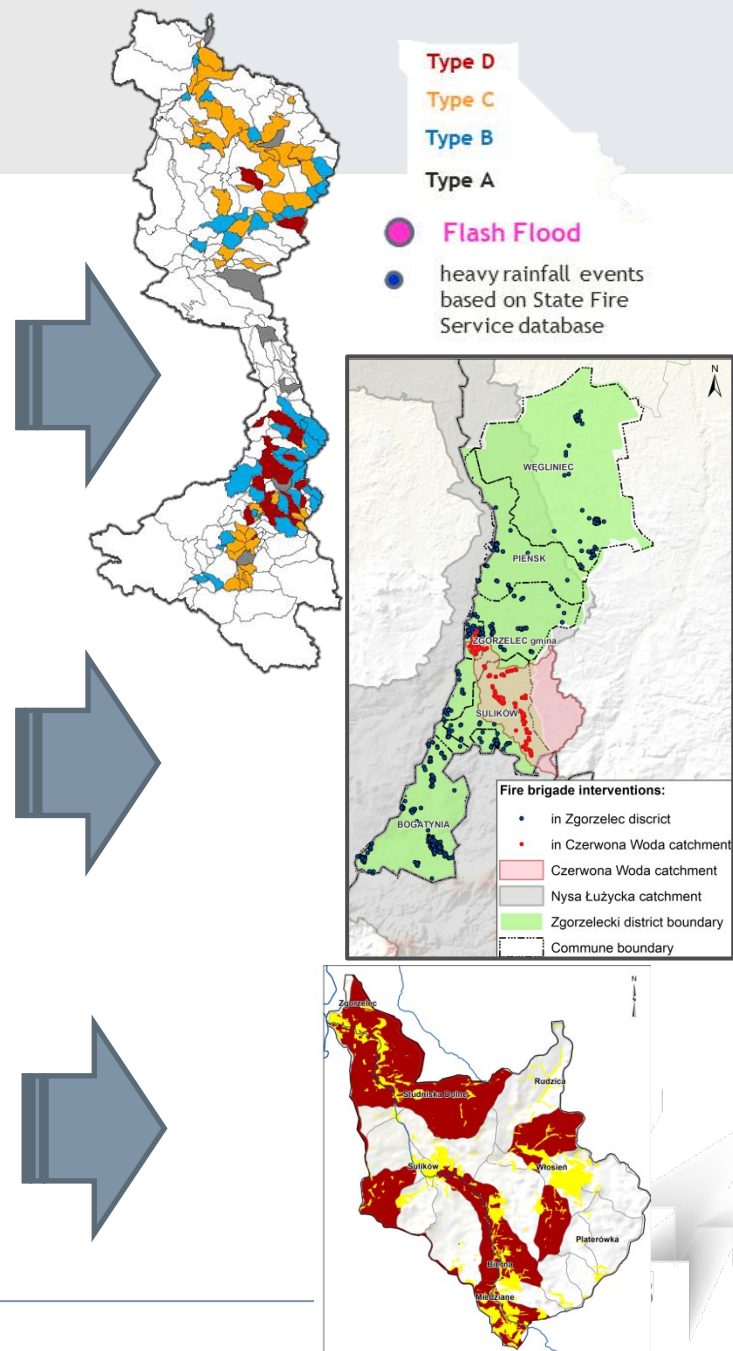 Type D
Type C
Type B
Type A
Flash Flood
heavy rainfall events
based on State Fire
Service database
N
WĘGLINIEC
PIEŃSK
ZGORZELEC gmina
SULIKÓW
BOGATYNIA
Fire brigade interventions:
in Zgorzelec discrict
in Czerwona Woda catchment
Czerwona Woda catchment
Nysa Łużycka catchment
Zgorzelecki district boundary
Commune boundary
N
Zgorzelec
Rudzica
Studniska Dolne
Sulików
Włosień
Platerówka
Bierna
Miedziane